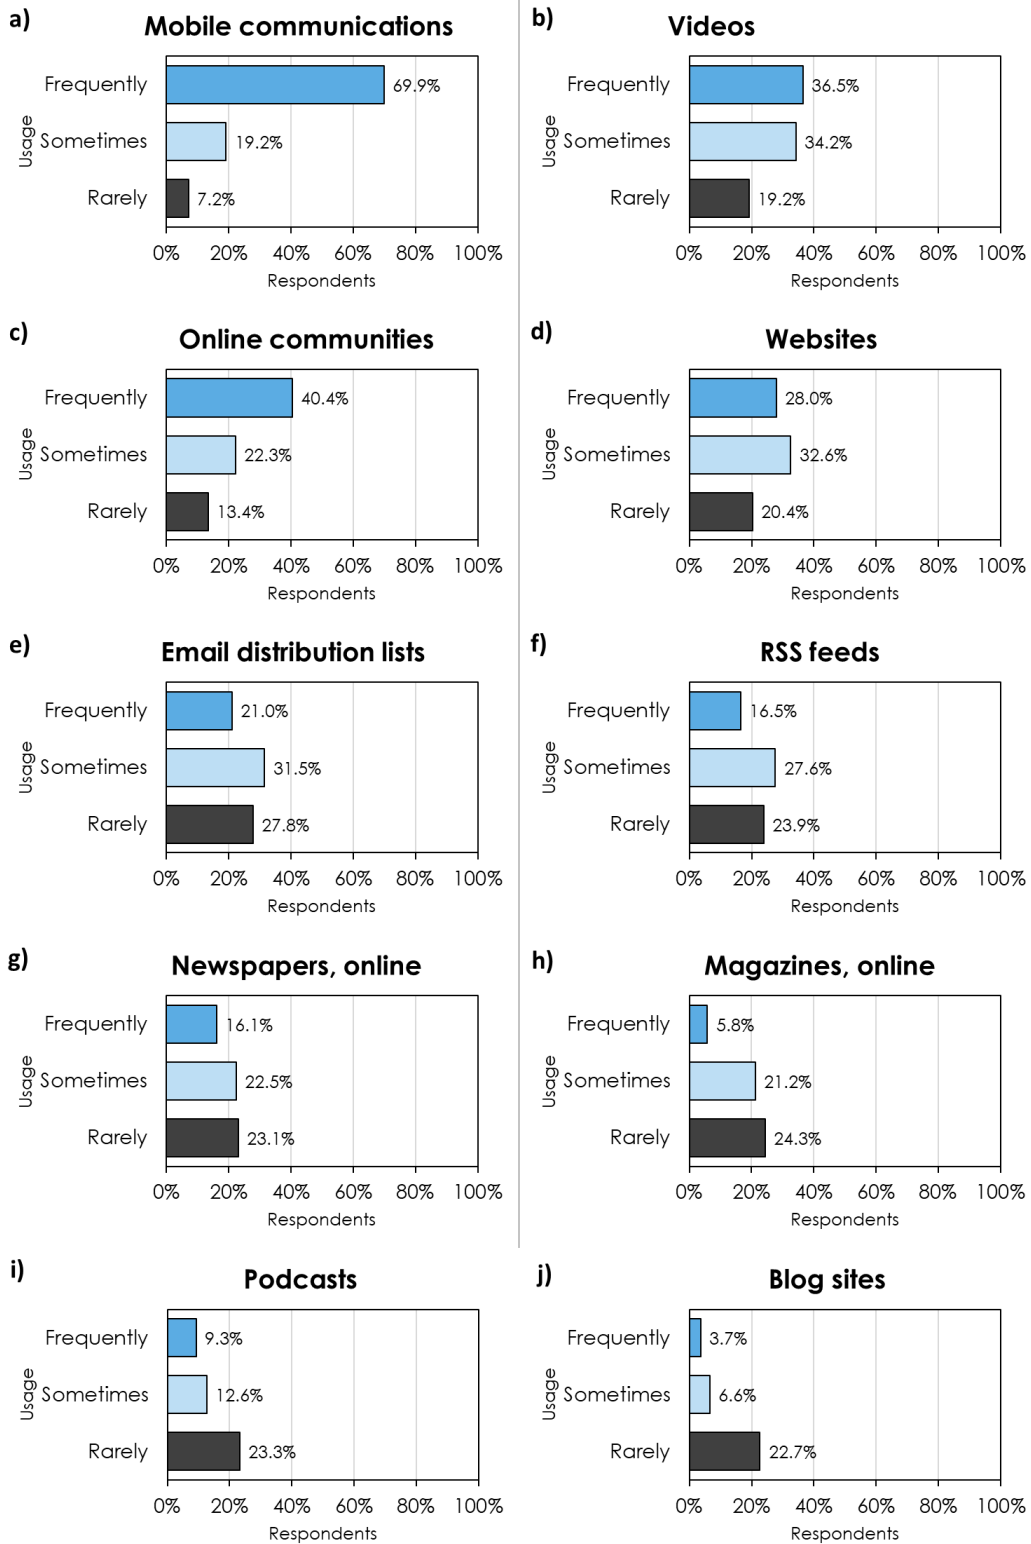 a)
Mobile communications
Usage
Frequently
69.9%
Sometimes
19.2%
Rarely
7.2%
0% 20% 40% 60% 80% 100%
Respondents
b)
Videos
Usage
Frequently
36.5%
Sometimes
34.2%
Rarely
19.2%
0% 20% 40% 60% 80% 100%
Respondents
c)
Online communities
Usage
Frequently
40.4%
Sometimes
22.3%
Rarely
13.4%
0% 20% 40% 60% 80% 100%
Respondents
d)
Websites
Usage
Frequently
28.0%
Sometimes
32.6%
Rarely
20.4%
0% 20% 40% 60% 80% 100%
Respondents
e)
Email distribution lists
Usage
Frequently
21.0%
Sometimes
31.5%
Rarely
27.8%
0% 20% 40% 60% 80% 100%
Respondents
f)
RSS feeds
Usage
Frequently
16.5%
Sometimes
27.6%
Rarely
23.9%
0% 20% 40% 60% 80% 100%
Respondents
g)
Newspapers, online
Usage
Frequently
16.1%
Sometimes
22.5%
Rarely
23.1%
0% 20% 40% 60% 80% 100%
Respondents
h)
Magazines, online
Usage
Frequently
5.8%
Sometimes
21.2%
Rarely
24.3%
0% 20% 40% 60% 80% 100%
Respondents
i)
Podcasts
Usage
Frequently
9.3%
Sometimes
12.6%
Rarely
23.3%
0% 20% 40% 60% 80% 100%
Respondents
j)
Blog sites
Usage
Frequently
3.7%
Sometimes
6.6%
Rarely
22.7%
0% 20% 40% 60% 80% 100%
Respondents